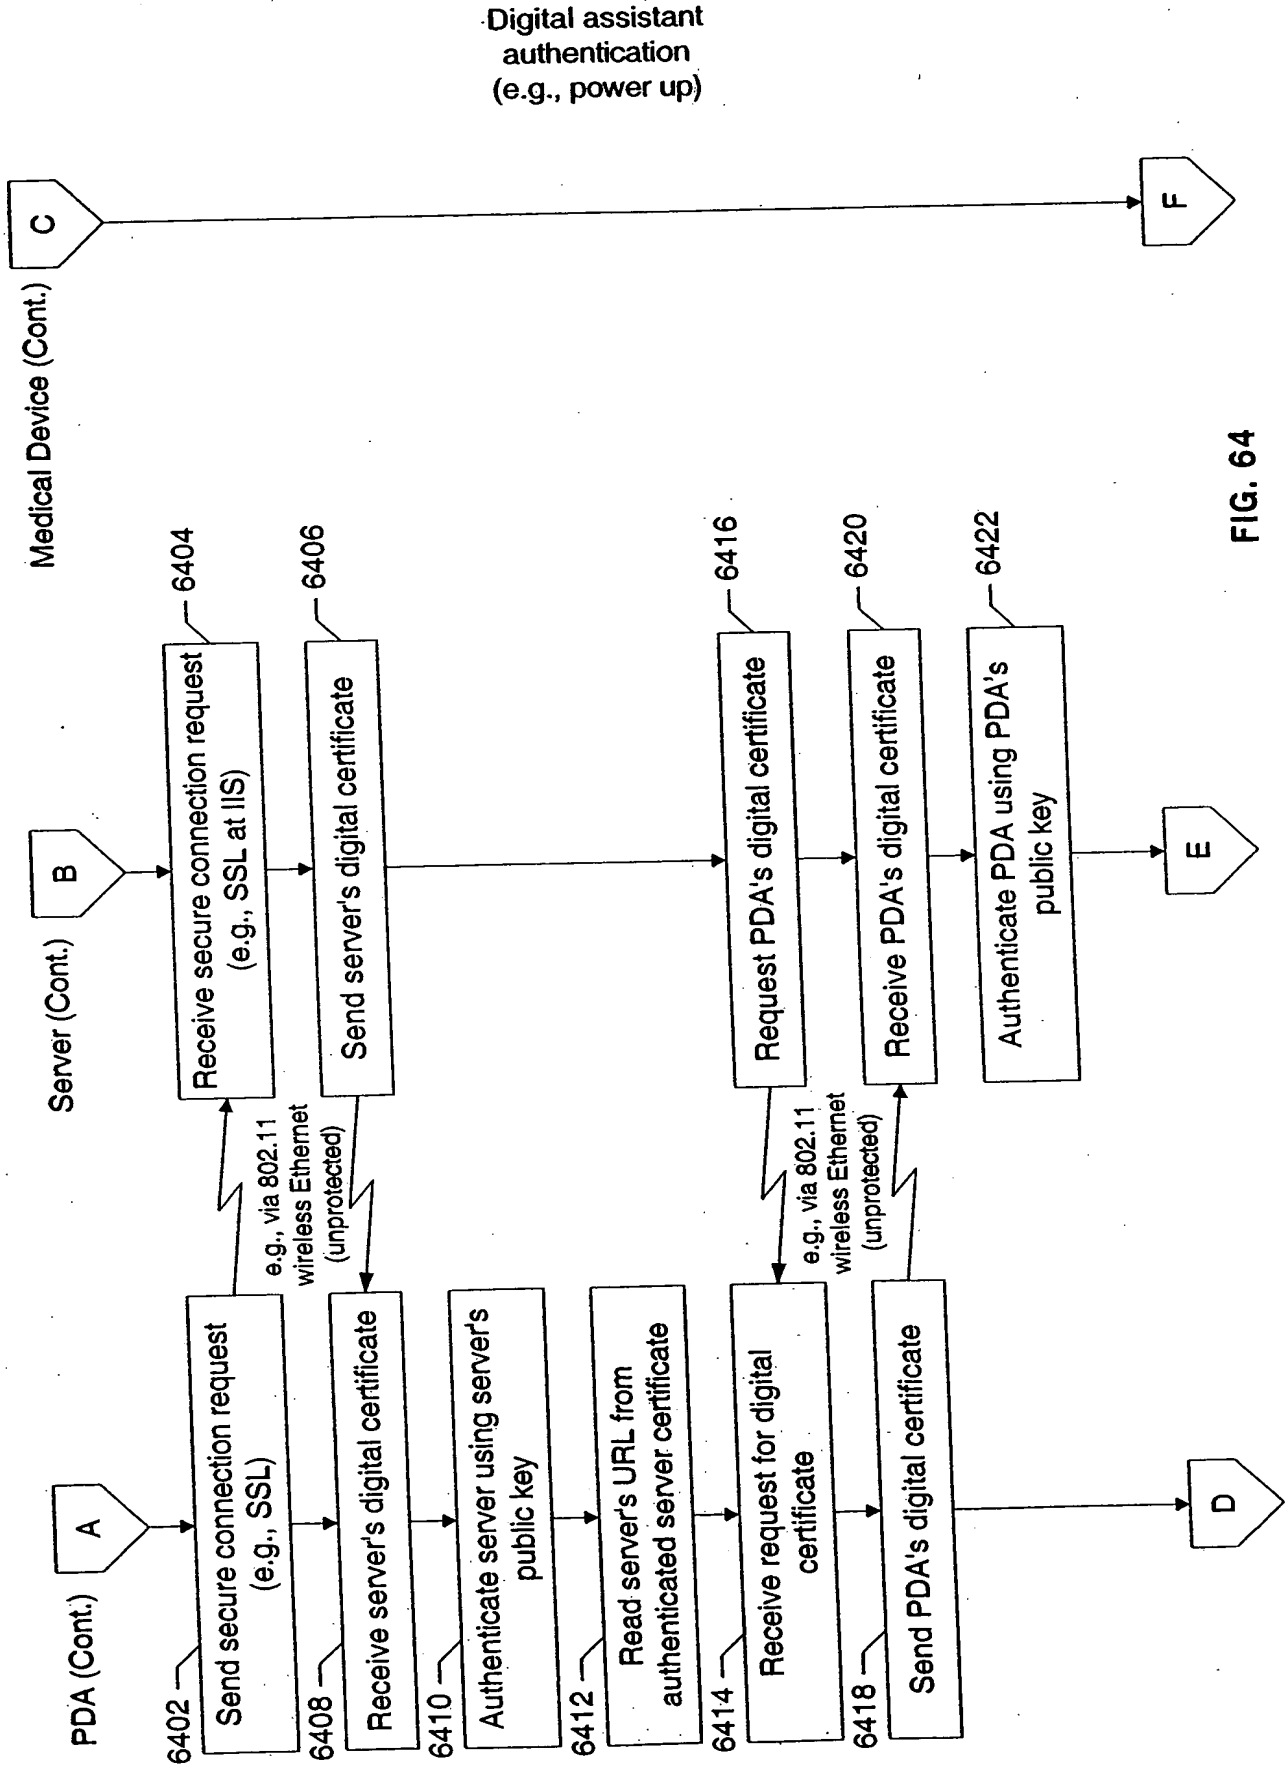 Digital assistant
authentication
(e.g., power up)
PDA (Cont.)
A
6402
Send secure connection request
(e.g., SSL)
6408
Receive server's digital certificate
6410
Authenticate server using server's
public key
6412
Read server's URL from
authenticated server certificate
6414
Receive request for digital
certificate
6418
Send PDA's digital certificate
D
e.g., via 802.11
wireless Ethernet
(unprotected)
e.g., via 802.11
wireless Ethernet
(unprotected)
Server (Cont.)
B
6404
Receive secure connection request
(e.g., SSL at IIS)
6406
Send server's digital certificate
6416
Request PDA's digital certificate
6420
Receive PDA's digital certificate
6422
Authenticate PDA using PDA's
public key
E
Medical Device (Cont.)
C
F
FIG. 64